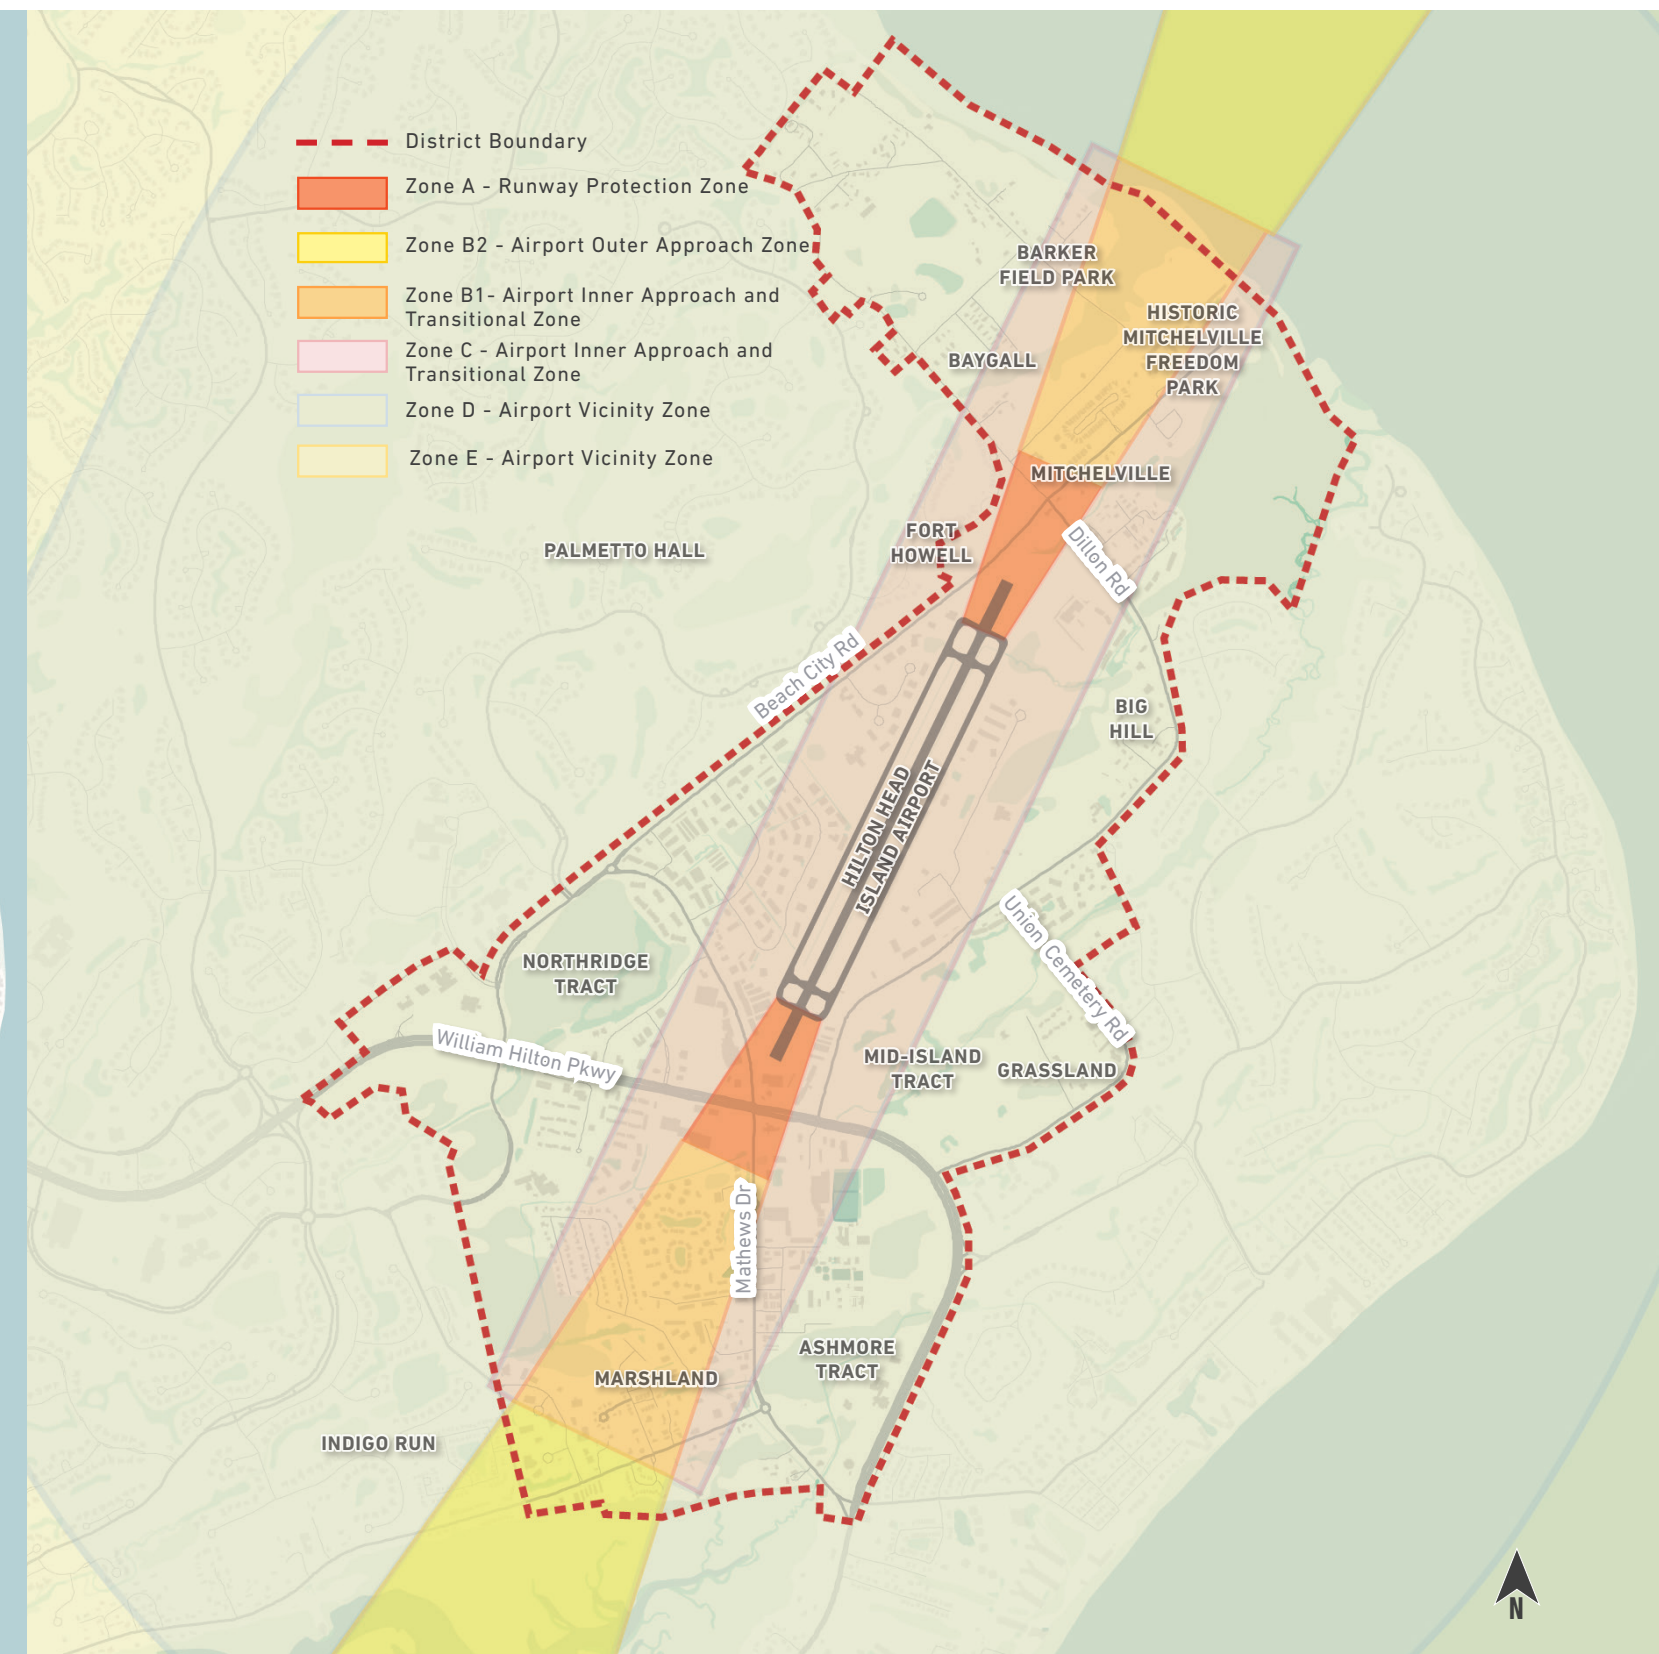 District Boundary
Zone A - Runway Protection Zone
Zone B2 - Airport Outer Approach Zone
Zone B1- Airport Inner Approach and
Transitional Zone
Zone C - Airport Inner Approach and
Transitional Zone
Zone D - Airport Vicinity Zone
Zone E - Airport Vicinity Zone
BARKER
FIELD PARK
HISTORIC
MITCHELVILLE
FREEDOM
PARK
BAYGALL
MITCHELVILLE
FORT
HOWELL
PALMETTO HALL
Dillon Rd
Beach City Rd
BIG
HILL
HILTON HEAD
ISLAND AIRPORT
Union Cemetery Rd
NORTHRIDGE
TRACT
William Hilton Pkwy
MID-ISLAND
TRACT
GRASSLAND
Mathews Dr
ASHMORE
TRACT
MARSHLAND
INDIGO RUN
N